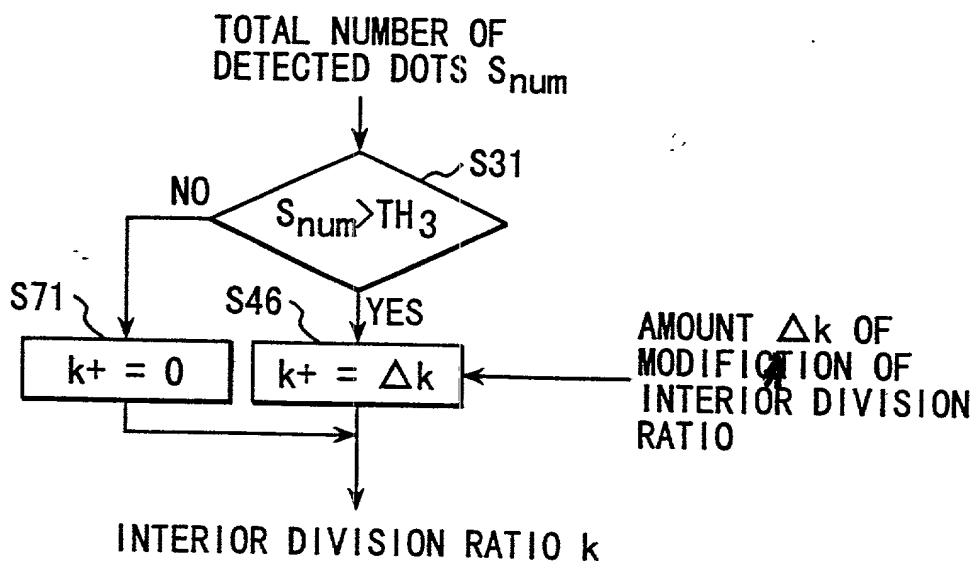 TOTAL NUMBER OF
DETECTED DOTS Snum
S31
NO
Snum>TH3
S71
S46
YES
k+ = 0
k+ = Δk
AMOUNT Δk OF
MODIFICTION OF
INTERIOR DIVISION
RATIO
INTERIOR DIVISION RATIO k